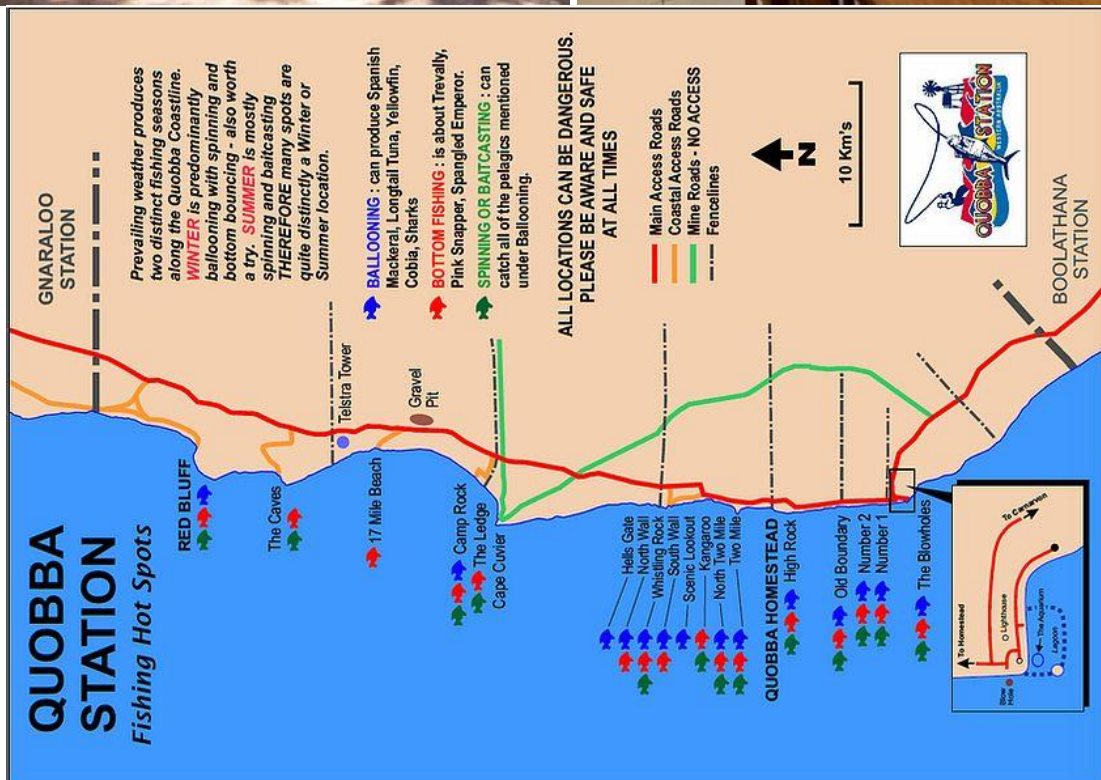 QUOBBA
STATION
Fishing Hot Spots
GNARALOO
STATION
Prevailing weather produces
two distinct fishing seasons
along the Quobba Coastline.
WINTER is predominantly
ballooning with spinning and
bottom bouncing - also worth
a try. SUMMER is mostly
spinning and baitcasting
THEREFORE many spots are
quite distinctly a Winter or
Summer location.
BALLOONING : can produce Spanish
Mackeral, Longtail Tuna, Yellowfin,
Cobia, Sharks
BOTTOM FISHING : is about Trevally,
Pink Snapper, Spangled Emperor.
SPINNING OR BAITCASTING : can
catch all of the pelagics mentioned
under Ballooning.
ALL LOCATIONS CAN BE DANGEROUS.
PLEASE BE AWARE AND SAFE
AT ALL TIMES
Main Access Roads
Coastal Access Roads
Mine Roads - NO ACCESS
Fencelines
N
10 Km's
QUOBBA STATION
WESTERN AUSTRALIA
BOOLATHANA
STATION
RED BLUFF
The Caves
Telstra Tower
17 Mile Beach
Gravel
Pit
Camp Rock
The Ledge
Cape Cuvier
Hells Gate
North Wall
Whistling Rock
South Wall
Scenic Lookout
Kangaroo
North Two Mile
Two Mile
QUOBBA HOMESTEAD
High Rock
Old Boundary
Number 2
Number 1
The Blowholes
To Homestead
To Carnarvon
Lighthouse
The Aquarium
Lagoon
Blow
Hole